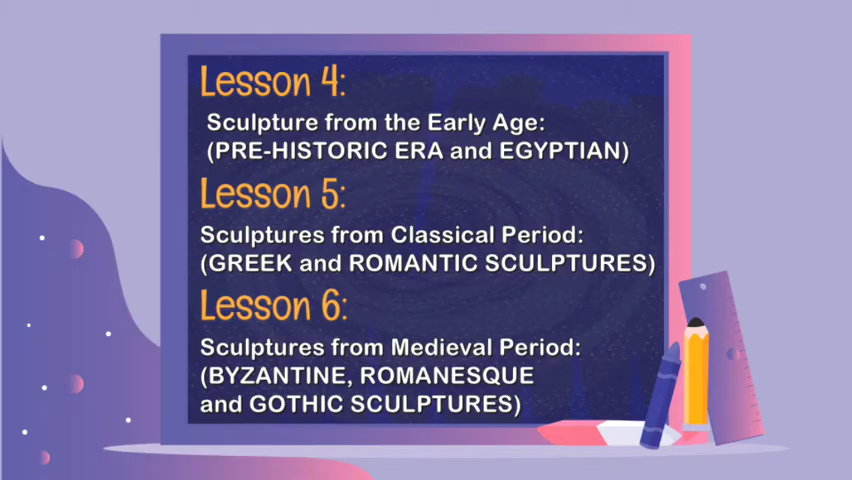 Lesson 4:
Sculpture from the Early Age:
(PRE-HISTORIC ERA and EGYPTIAN)
Lesson 5:
Sculptures from Classical Period:
(GREEK and ROMANTIC SCULPTURES)
Lesson 6:
Sculptures from Medieval Period:
(BYZANTINE, ROMANESQUE
and GOTHIC SCULPTURES)